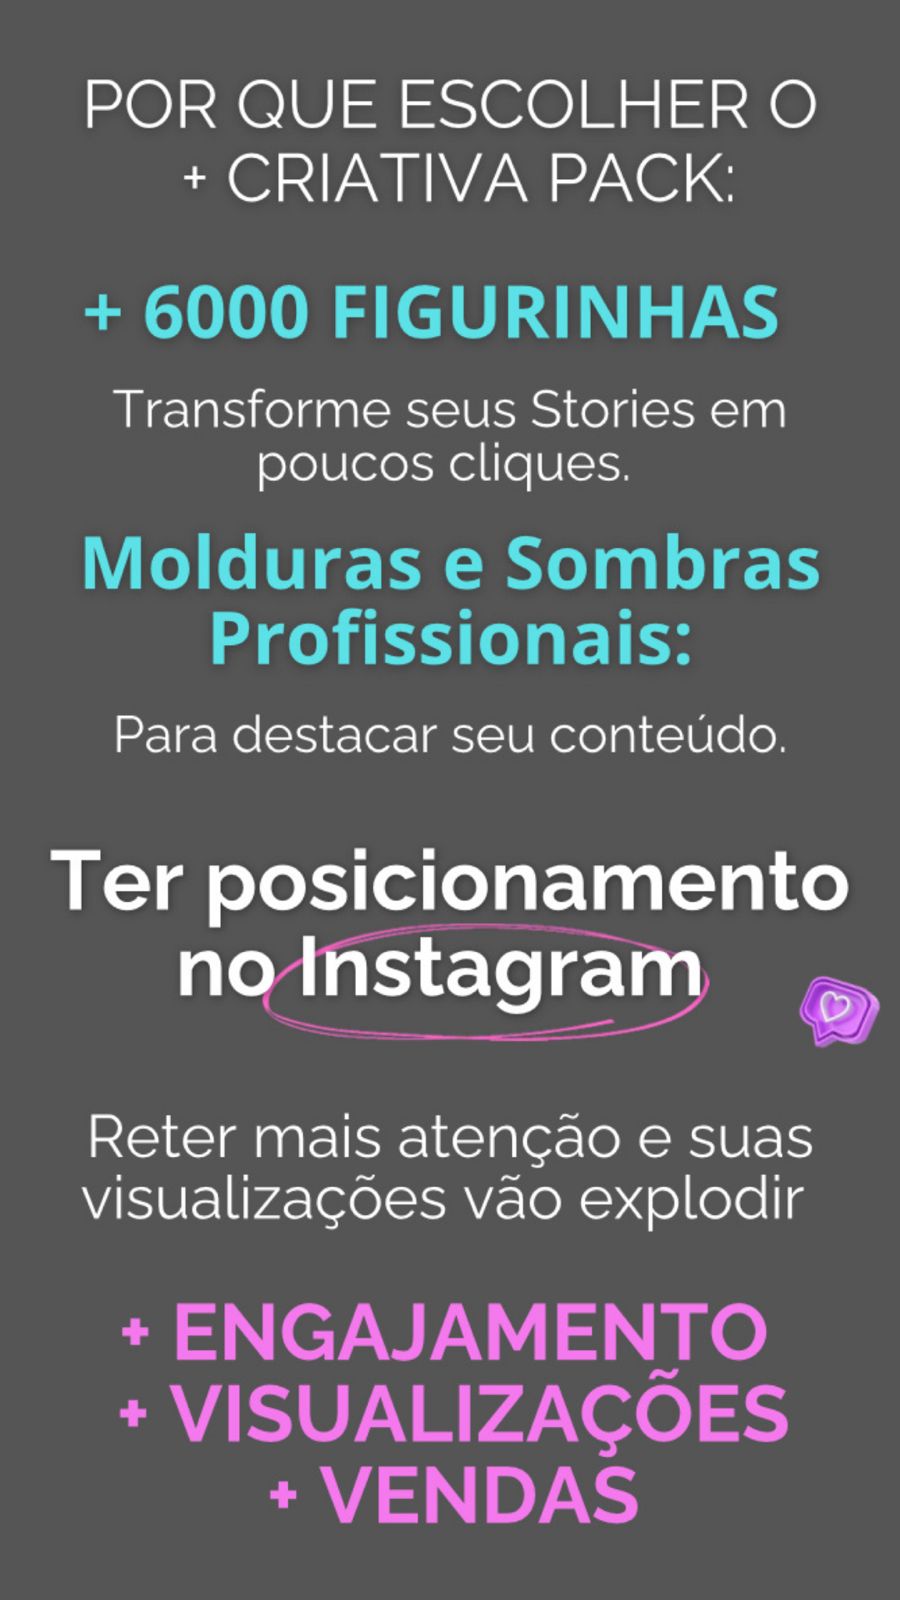 POR QUE ESCOLHER O
+ CRIATIVA PACK:
+ 6000 FIGURINHAS
Transforme seus Stories em
poucos cliques.
Molduras e Sombras
Profissionais:
Para destacar seu conteúdo.
Ter posicionamento
no Instagram
Reter mais atenção e suas
visualizações vão explodir
+ ENGAJAMENTO
+ VISUALIZAÇÕES
+ VENDAS